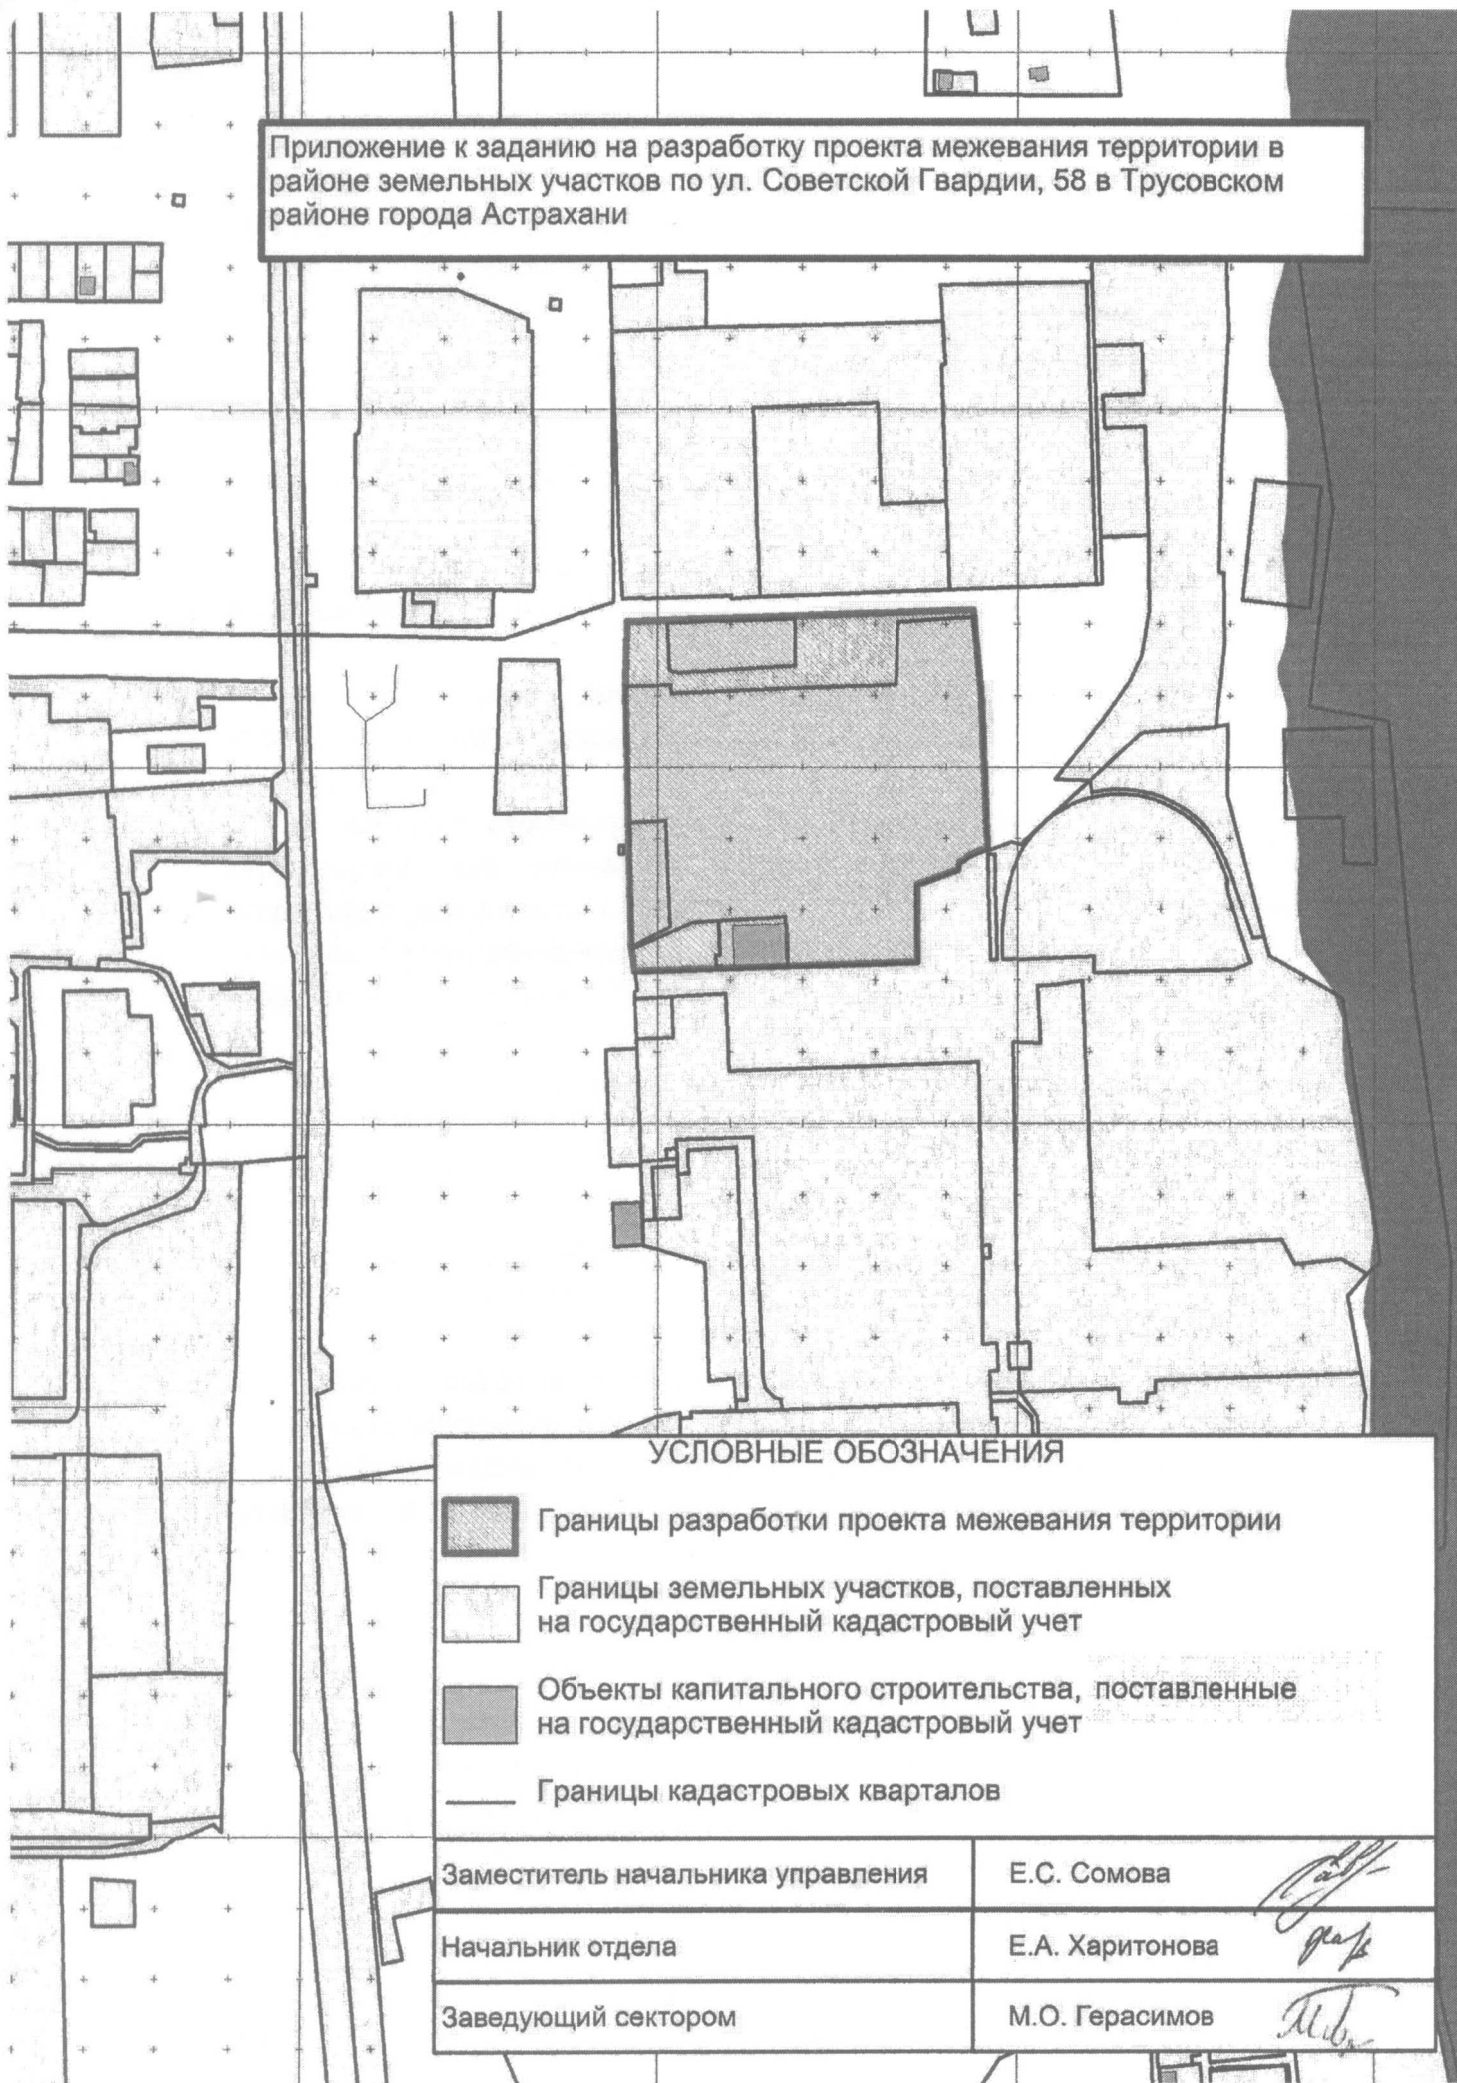 Приложение к заданию на разработку проекта межевания территории в
районе земельных участков по ул. Советской Гвардии, 58 в Трусовском
районе города Астрахани
УСЛОВНЫЕ ОБОЗНАЧЕНИЯ
Границы разработки проекта межевания территории
Границы земельных участков, поставленных
на государственный кадастровый учет
Объекты капитального строительства, поставленные
на государственный кадастровый учет
Границы кадастровых кварталов
Заместитель начальника управления Е.С. Сомова
Начальник отдела Е.А. Харитонова
Заведующий сектором М.О. Герасимов